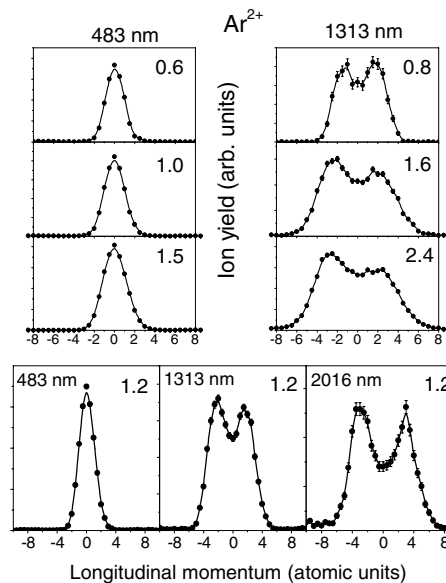 Ar²⁺
483 nm
1313 nm
0.6
0.8
1.0
1.6
1.5
2.4
Ion yield (arb. units)
-8 -6 -4 -2 0 2 4 6 8
-8 -6 -4 -2 0 2 4 6 8
483 nm 1.2
1313 nm 1.2
2016 nm 1.2
-8 -4 0 4 8
-8 -4 0 4 8
-8 -4 0 4 8
Longitudinal momentum (atomic units)